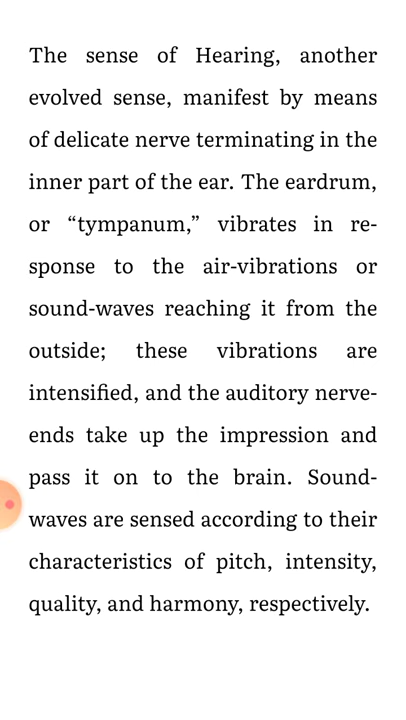 The sense of Hearing, another
evolved sense, manifest by means
of delicate nerve terminating in the
inner part of the ear. The eardrum,
or “tympanum,” vibrates in re-
sponse to the air-vibrations or
sound-waves reaching it from the
outside; these vibrations are
intensified, and the auditory nerve-
ends take up the impression and
pass it on to the brain. Sound-
waves are sensed according to their
characteristics of pitch, intensity,
quality, and harmony, respectively.